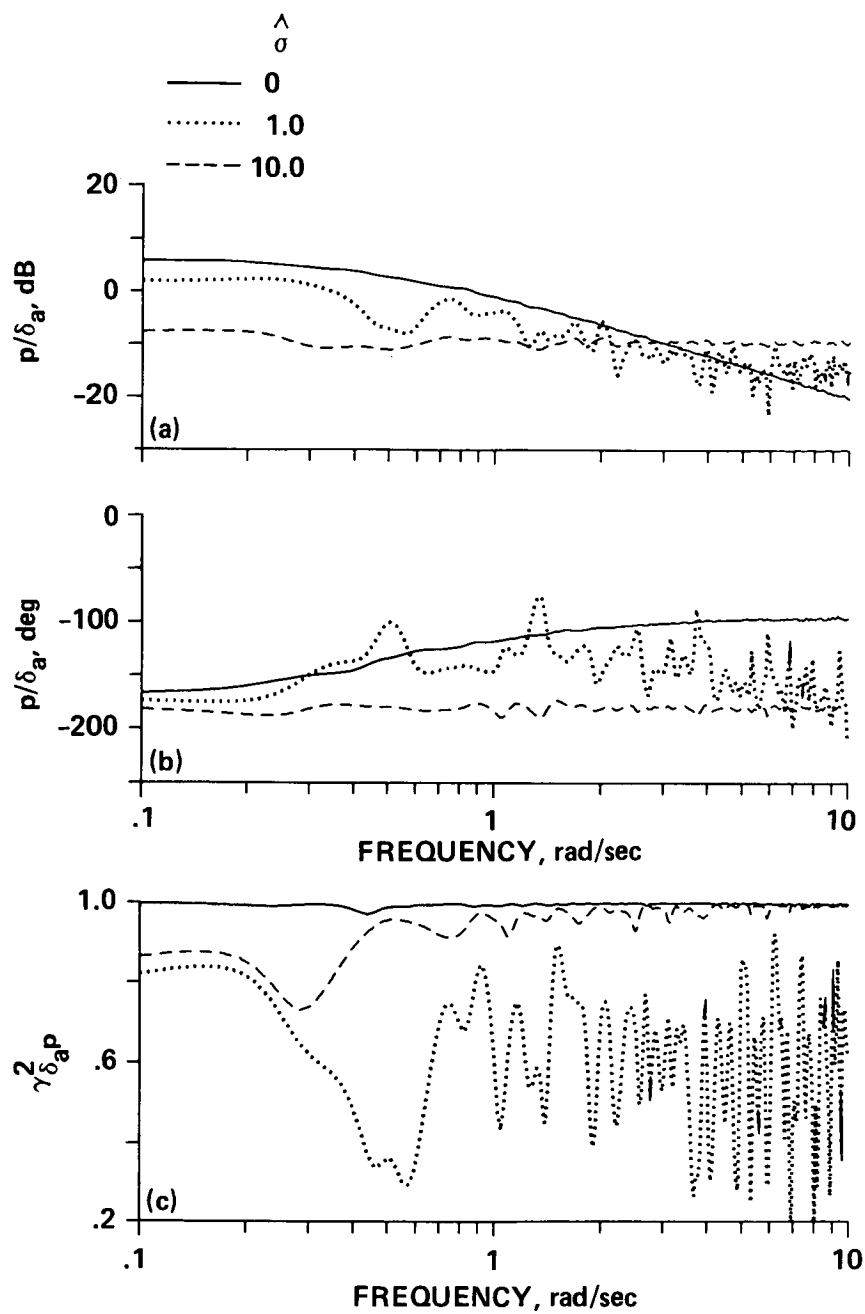 σ̂
0
1.0
10.0
20
0
-20
p/δₐ, dB
(a)
0
-100
-200
p/δₐ, deg
(b)
.1
1
10
FREQUENCY, rad/sec
1.0
.6
.2
γ²δₐp
(c)
.1
1
10
FREQUENCY, rad/sec